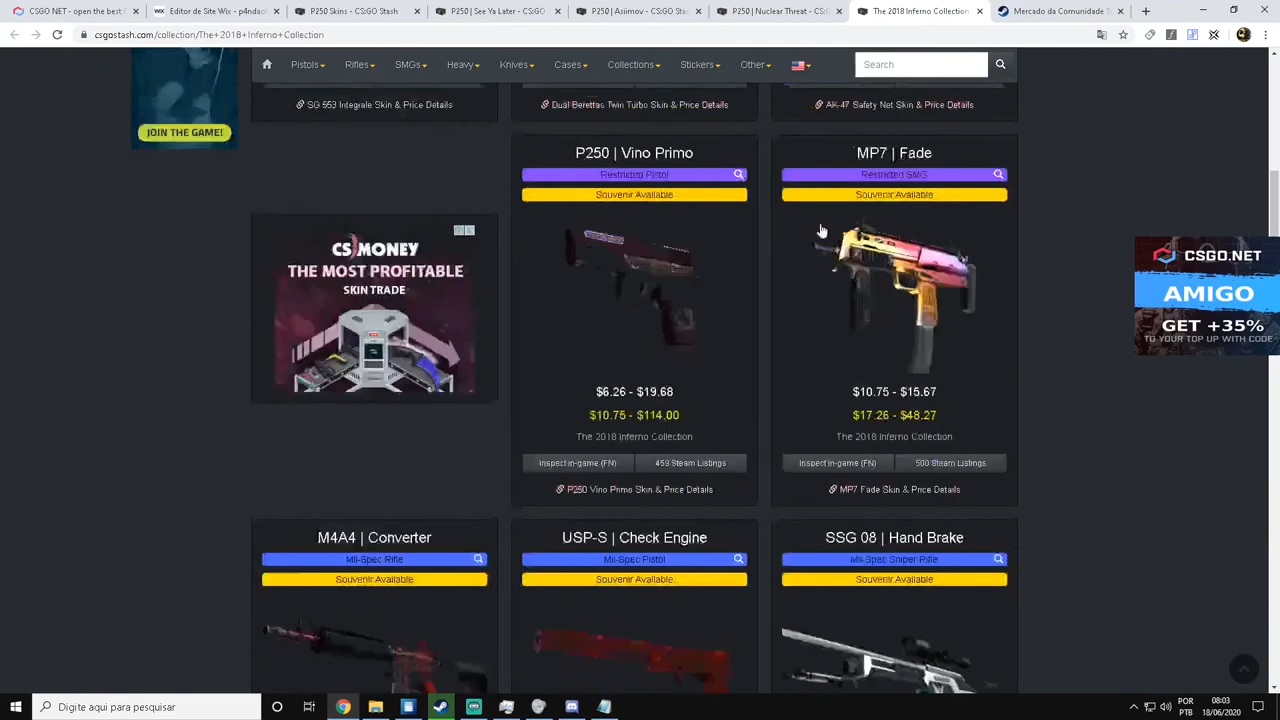 CSGO NET - open the best C
Editor de Site Wix - p4ndaol
P250 Skins - CS:GO Stash
P250 | See Ya Later - CS:GO
P250 | Asiimov - CS:GO Sta
P250 | Nuclear Threat - CS:G
The 2018 Inferno Collection
Mercado da Comunidade S
csgostash.com/collection/The+2018+Inferno+Collection
Pistols Rifles SMGs Heavy Knives Cases Collections Stickers Other Search
JOIN THE GAME!
SG 553 Integrale Skin & Price Details
Dual Berettas Twin Turbo Skin & Price Details
AK-47 Safety Net Skin & Price Details
CS MONEY
THE MOST PROFITABLE
SKIN TRADE
P250 | Vino Primo
Restricted Pistol
Souvenir Available
$6.26 - $19.68
$10.75 - $114.00
The 2018 Inferno Collection
Inspect in-game (FN) 459 Steam Listings
P250 Vino Primo Skin & Price Details
MP7 | Fade
Restricted SMG
Souvenir Available
$10.75 - $15.67
$17.26 - $48.27
The 2018 Inferno Collection
Inspect in-game (FN) 500 Steam Listings
MP7 Fade Skin & Price Details
CSGO.NET
AMIGO
GET +35%
TO YOUR TOP UP WITH CODE
M4A4 | Converter
Mil-Spec Rifle
Souvenir Available
USP-S | Check Engine
Mil-Spec Pistol
Souvenir Available
SSG 08 | Hand Brake
Mil-Spec Sniper Rifle
Souvenir Available
Digite aqui para pesquisar
POR
PTB
08:03
18/06/2020